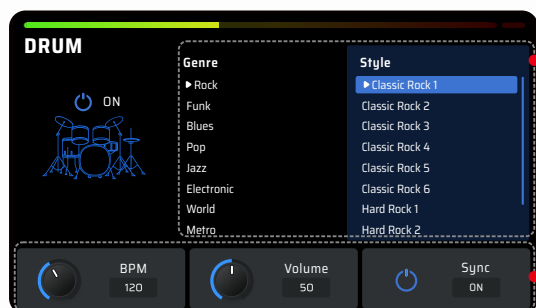 DRUM
ON
Genre
Rock
Funk
Blues
Pop
Jazz
Electronic
World
Metro
Style
Classic Rock 1
Classic Rock 2
Classic Rock 3
Classic Rock 4
Classic Rock 5
Classic Rock 6
Hard Rock 1
Hard Rock 2
BPM
120
Volume
50
Sync
ON